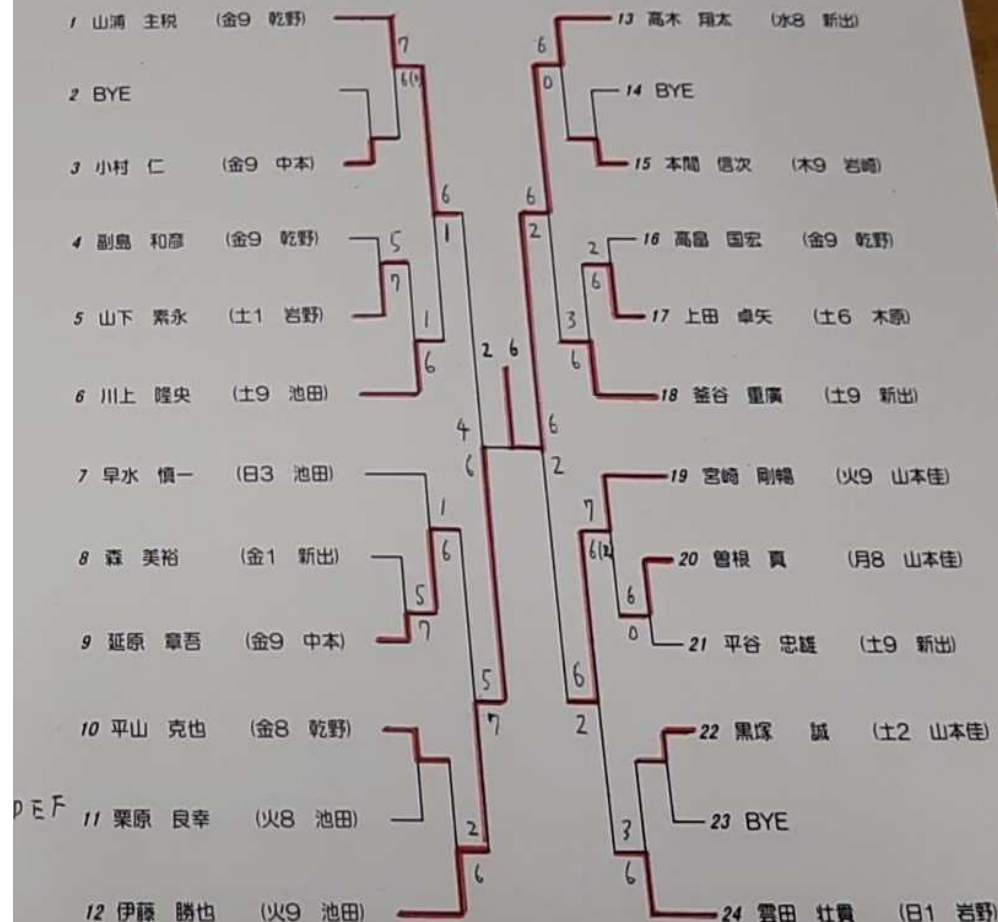 1 山浦 主税 (金9 乾野)
2 BYE
3 小村 仁 (金9 中本)
4 副島 和彦 (金9 乾野)
5 山下 素永 (土1 岩野)
6 川上 隆央 (土9 池田)
7 早水 慎一 (日3 池田)
8 森 美裕 (金1 新出)
9 延原 章吾 (金9 中本)
10 平山 克也 (金8 乾野)
DEF 11 栗原 良幸 (火8 池田)
12 伊藤 勝也 (火9 池田)
7
6(1)
6
1
5
7
1
6
4
6
1
6
5
7
5
7
2
6
2 6
13 高木 翔太 (水8 新出)
14 BYE
15 本間 信次 (木9 岩崎)
16 高畠 国宏 (金9 乾野)
17 上田 卓矢 (土6 木原)
18 釜谷 重廣 (土9 新出)
19 宮崎 剛暢 (火9 山本佳)
20 曽根 真 (月8 山本佳)
21 平谷 忠雄 (土9 新出)
22 黒塚 誠 (土2 山本佳)
23 BYE
24 雲田 壮貴 (日1 岩野)
6
0
6
2
2
6
3
6
6
2
7
6(2)
6
0
6
2
3
6